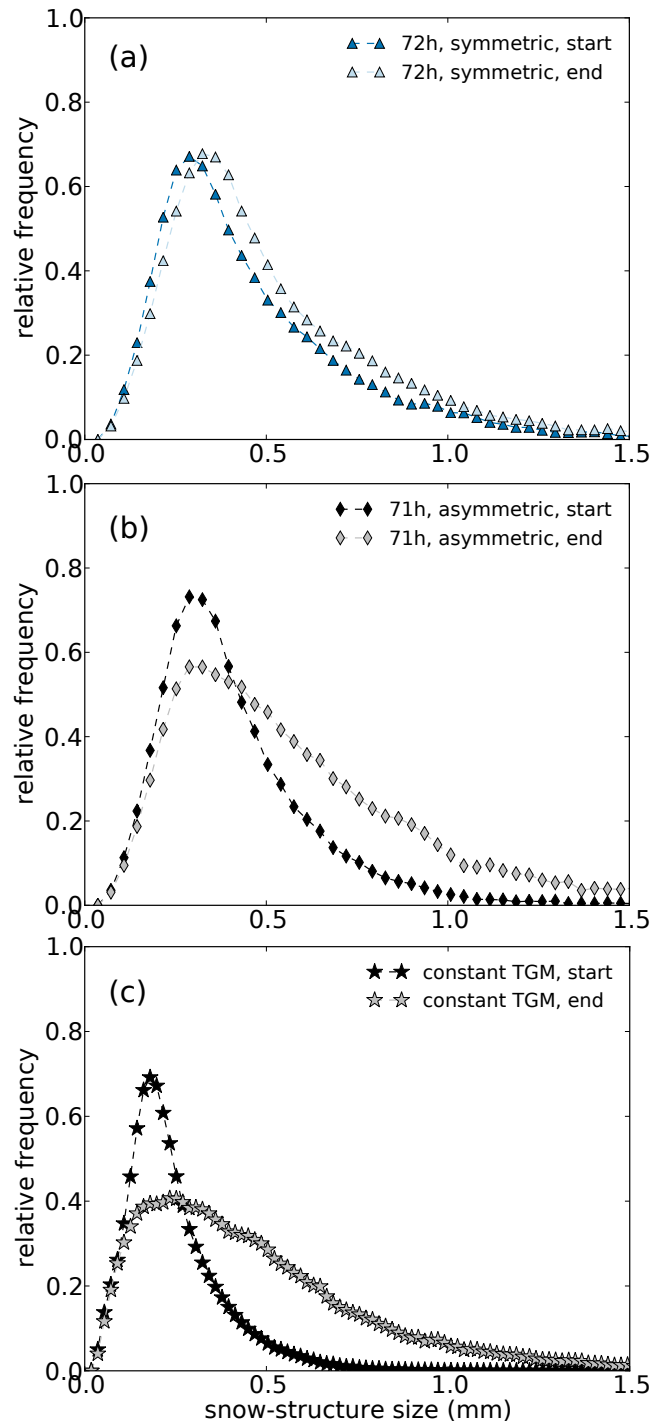 1.0
(a)
72h, symmetric, start
72h, symmetric, end
0.8
0.6
0.4
0.2
0.0
relative frequency
0.0 0.5 1.0 1.5
1.0
(b)
71h, asymmetric, start
71h, asymmetric, end
0.8
0.6
0.4
0.2
0.0
relative frequency
0.0 0.5 1.0 1.5
1.0
(c)
constant TGM, start
constant TGM, end
0.8
0.6
0.4
0.2
0.0
relative frequency
0.0 0.5 1.0 1.5
snow-structure size (mm)